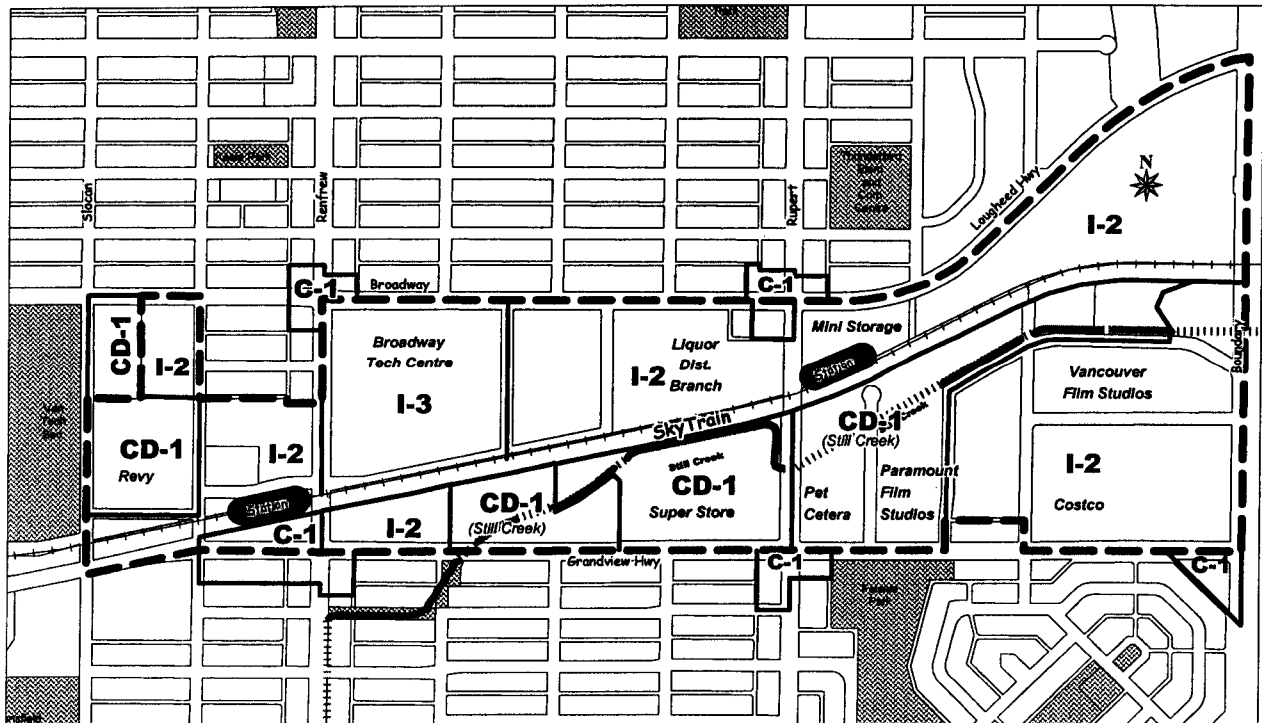 Park
Slocan
Renfrew
Rupert
Lougheed Hwy
N
I-2
C-1
Broadway
C-1
CD-1
I-2
Broadway
Tech Centre
I-3
Liquor
Dist.
Branch
I-2
Mini Storage
Station
Boundary
Vancouver
Film Studios
SkyTrain
CD-1
(Still Creek)
Creek
CD-1
Revy
I-2
Still Creek
CD-1
Super Store
Pet
Cetera
Paramount
Film
Studios
I-2
Costco
Station
CD-1
(Still Creek)
C-1
I-2
Grandview Hwy
C-1
C-1
Park